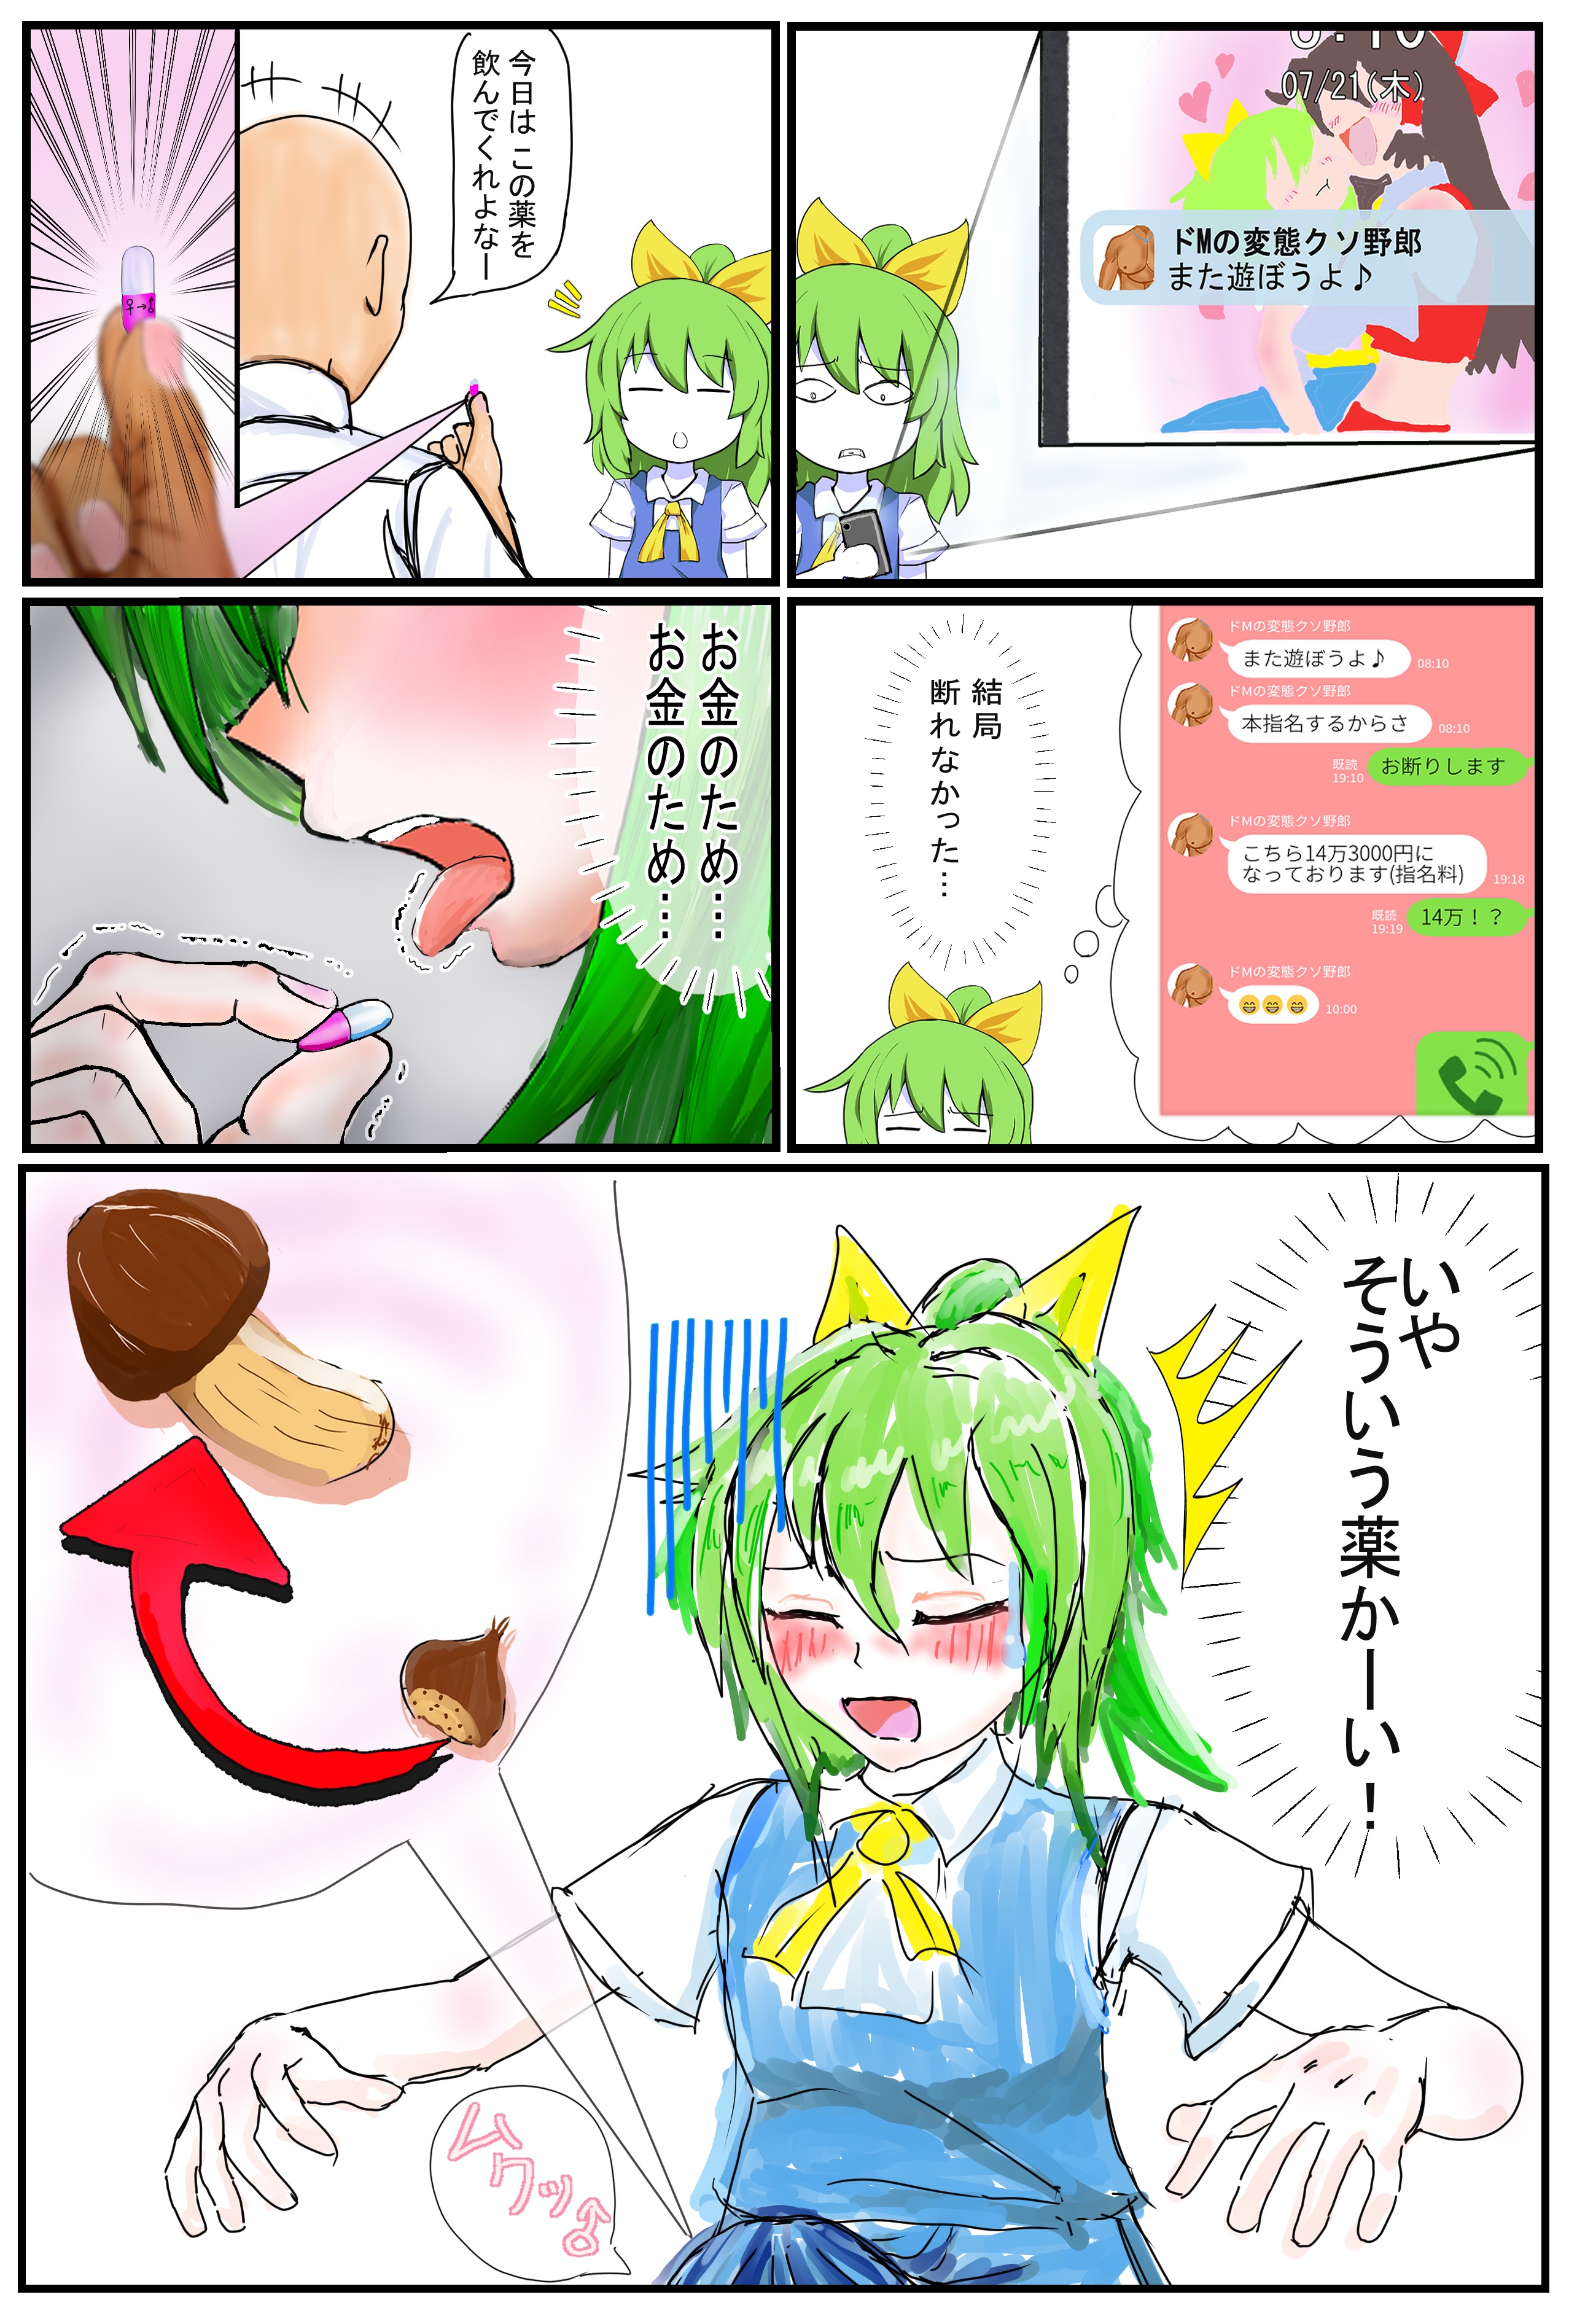 07/21(木)
ドMの変態クソ野郎
また遊ぼうよ♪
今日は この薬を
飲んでくれよなー
♀→♂
ドMの変態クソ野郎
また遊ぼうよ♪
08:10
ドMの変態クソ野郎
本指名するからさ
08:10
お断りします
既読
19:10
ドMの変態クソ野郎
こちら14万3000円に
なっております(指名料)
19:18
14万！？
既読
19:19
ドMの変態クソ野郎
😁😁😁
10:00
結局
断れなかった…
お金のため…
お金のため…
いや
そういう薬かーい！
ムクッ♂